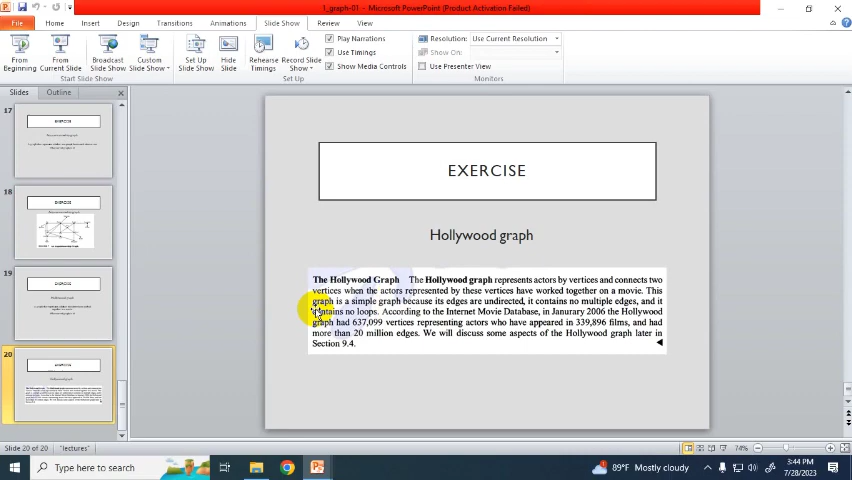 1_graph-01 - Microsoft PowerPoint (Product Activation Failed)
File Home Insert Design Transitions Animations Slide Show Review View
From Beginning
From Current Slide
Broadcast Slide Show
Custom Slide Show
Set Up Slide Show
Hide Slide
Rehearse Timings
Record Slide Show
Play Narrations
Use Timings
Show Media Controls
Resolution: Use Current Resolution
Show On:
Use Presenter View
Start Slide Show
Set Up
Monitors
Slides Outline
17
EXERCISE
18
EXERCISE
19
EXERCISE
20
EXERCISE
EXERCISE
Hollywood graph
The Hollywood Graph The Hollywood graph represents actors by vertices and connects two
vertices when the actors represented by these vertices have worked together on a movie. This
graph is a simple graph because its edges are undirected, it contains no multiple edges, and it
contains no loops. According to the Internet Movie Database, in Janurary 2006 the Hollywood
graph had 637,099 vertices representing actors who have appeared in 339,896 films, and had
more than 20 million edges. We will discuss some aspects of the Hollywood graph later in
Section 9.4.
Slide 20 of 20 "lectures" 74%
Type here to search
89°F Mostly cloudy
3:44 PM
7/28/2023